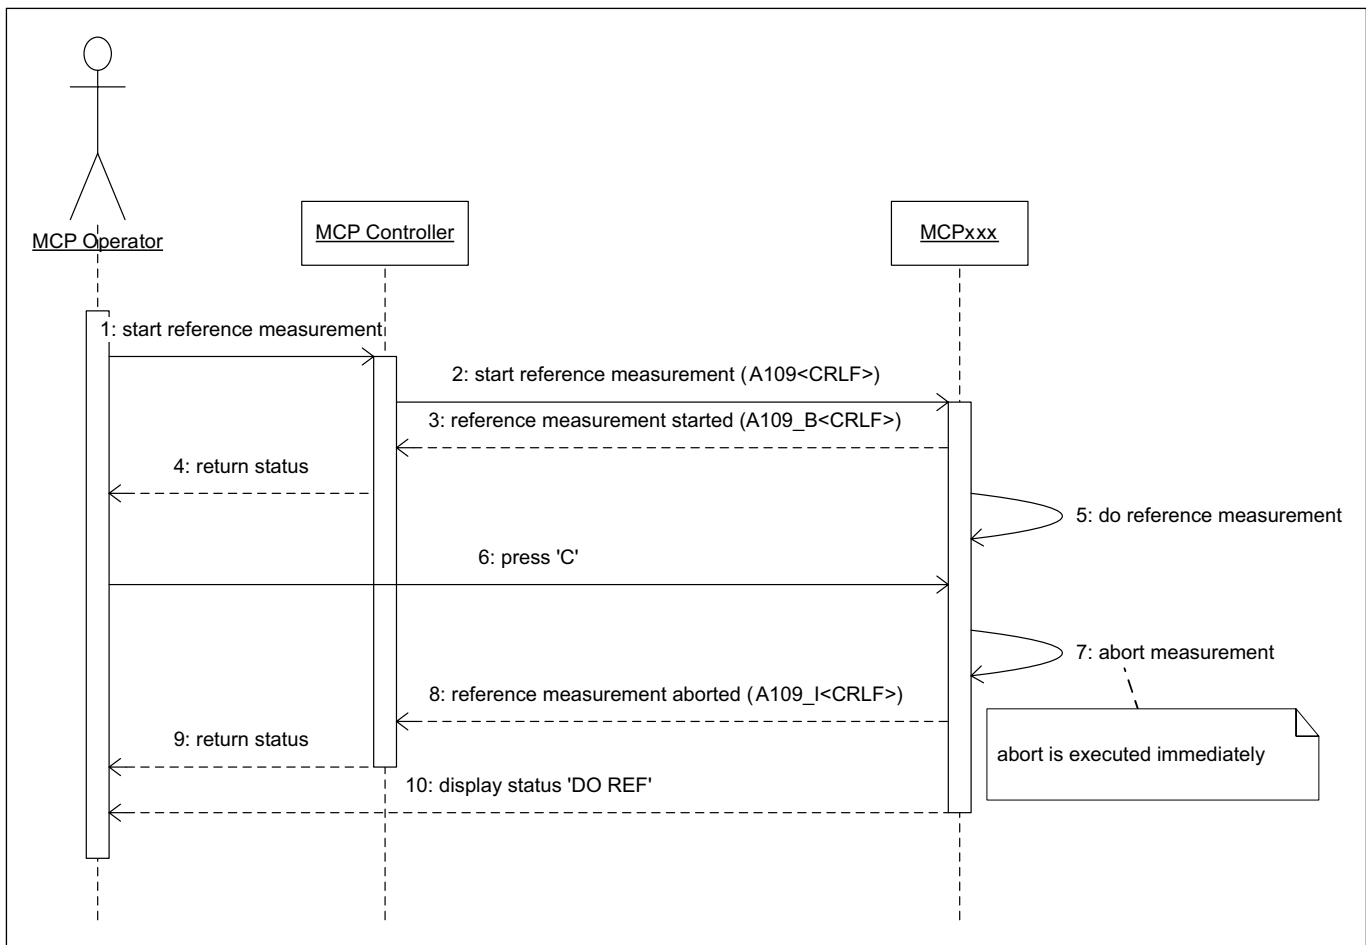 MCP Operator
MCP Controller
MCPxxx
1: start reference measurement
2: start reference measurement (A109<CRLF>)
3: reference measurement started (A109_B<CRLF>)
4: return status
5: do reference measurement
6: press 'C'
7: abort measurement
8: reference measurement aborted (A109_I<CRLF>)
abort is executed immediately
9: return status
10: display status 'DO REF'